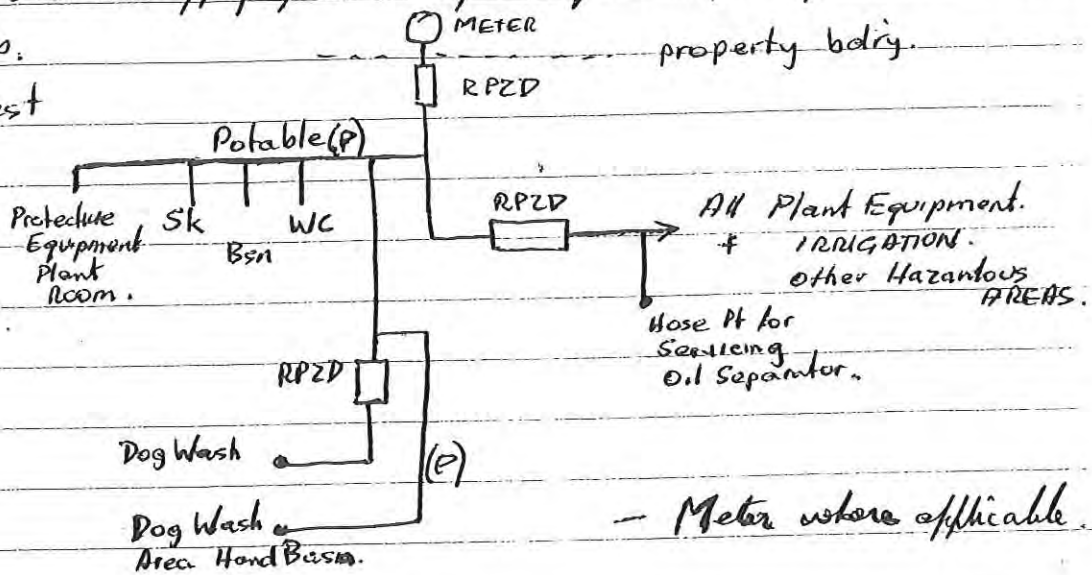 METER
property bdry.
RPZD
Potable (P)
RPZD
All Plant Equipment.
+ IRRIGATION.
other Hazardous
AREAS.
Protective
Equipment
Plant
Room.
Sk
Bsn
WC
Hose Pt for
Servicing
Oil Separator.
RPZD
Dog Wash
(P)
Dog Wash
Area Hand Basin.
- Meter where applicable.